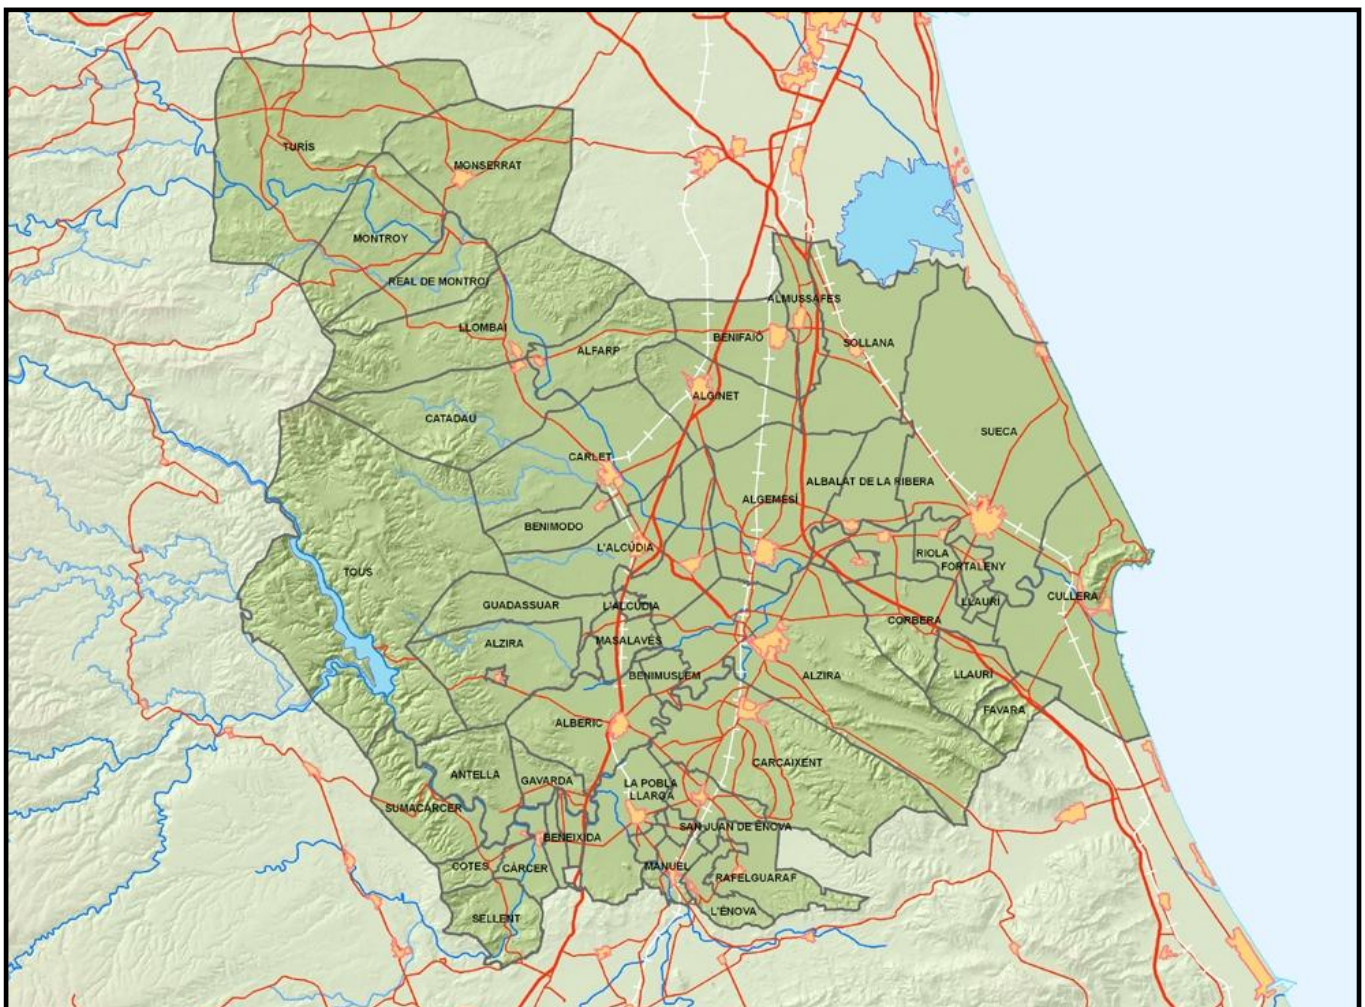 TURÍS
MONSERRAT
MONTROY
REAL DE MONTROI
ALMUSSAFES
LLOMBAI
BENIFAIÓ
SOLLANA
ALFARP
ALGINET
CATADAU
SUECA
CARLET
ALBALAT DE LA RIBERA
ALGEMESÍ
BENIMODO
L'ALCÚDIA
RIOLA
FORTALENY
TOUS
CULLERA
LLAURÍ
GUADASSUAR
L'ALCÚDIA
CORBERA
MASALAVÉS
ALZIRA
BENIMUSLEM
ALZIRA
LLAURÍ
FAVARA
ALBERIC
CARCAIXENT
ANTELLA
GAVARDA
LA POBLA
LLARGA
SUMACÀRCER
SAN JUAN DE ÉNOVA
BENEIXIDA
COTES
CÀRCER
MANUEL
RAFELGUARAF
L'ÉNOVA
SELLENT